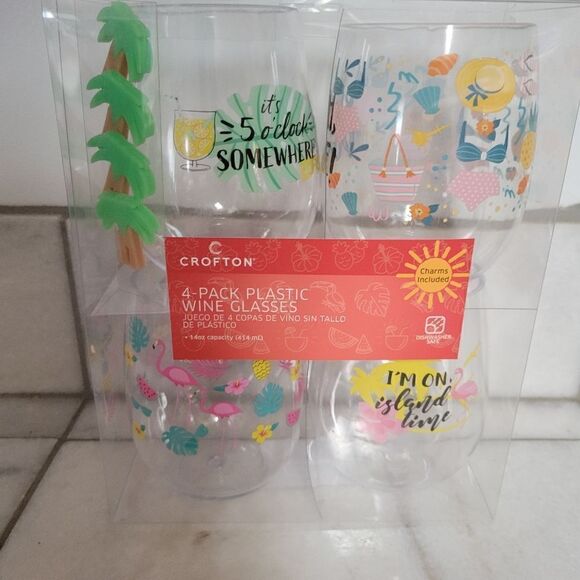 it's
5 o'clock
SOMEWHERE
CROFTON
Charms
Included
4-PACK PLASTIC
WINE GLASSES
JUEGO DE 4 COPAS DE VINO SIN TALLO
DE PLÁSTICO
• 14oz capacity (414 mL)
DISHWASHER
SAFE
I'M ON
island
time